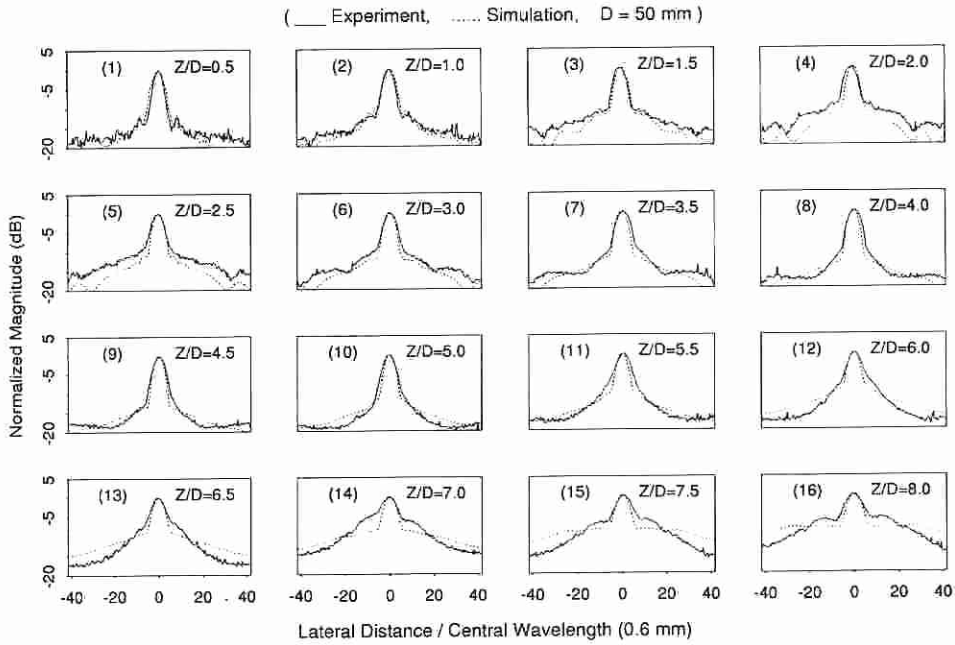 ( ___ Experiment, ..... Simulation, D = 50 mm )
5 (1) Z/D=0.5 (2) Z/D=1.0 (3) Z/D=1.5 (4) Z/D=2.0
-5
-20
5 (5) Z/D=2.5 (6) Z/D=3.0 (7) Z/D=3.5 (8) Z/D=4.0
-5
-20
5 (9) Z/D=4.5 (10) Z/D=5.0 (11) Z/D=5.5 (12) Z/D=6.0
-5
-20
5 (13) Z/D=6.5 (14) Z/D=7.0 (15) Z/D=7.5 (16) Z/D=8.0
-5
-20
-40 -20 0 20 40 -40 -20 0 20 40 -40 -20 0 20 40 -40 -20 0 20 40
Normalized Magnitude (dB)
Lateral Distance / Central Wavelength (0.6 mm)